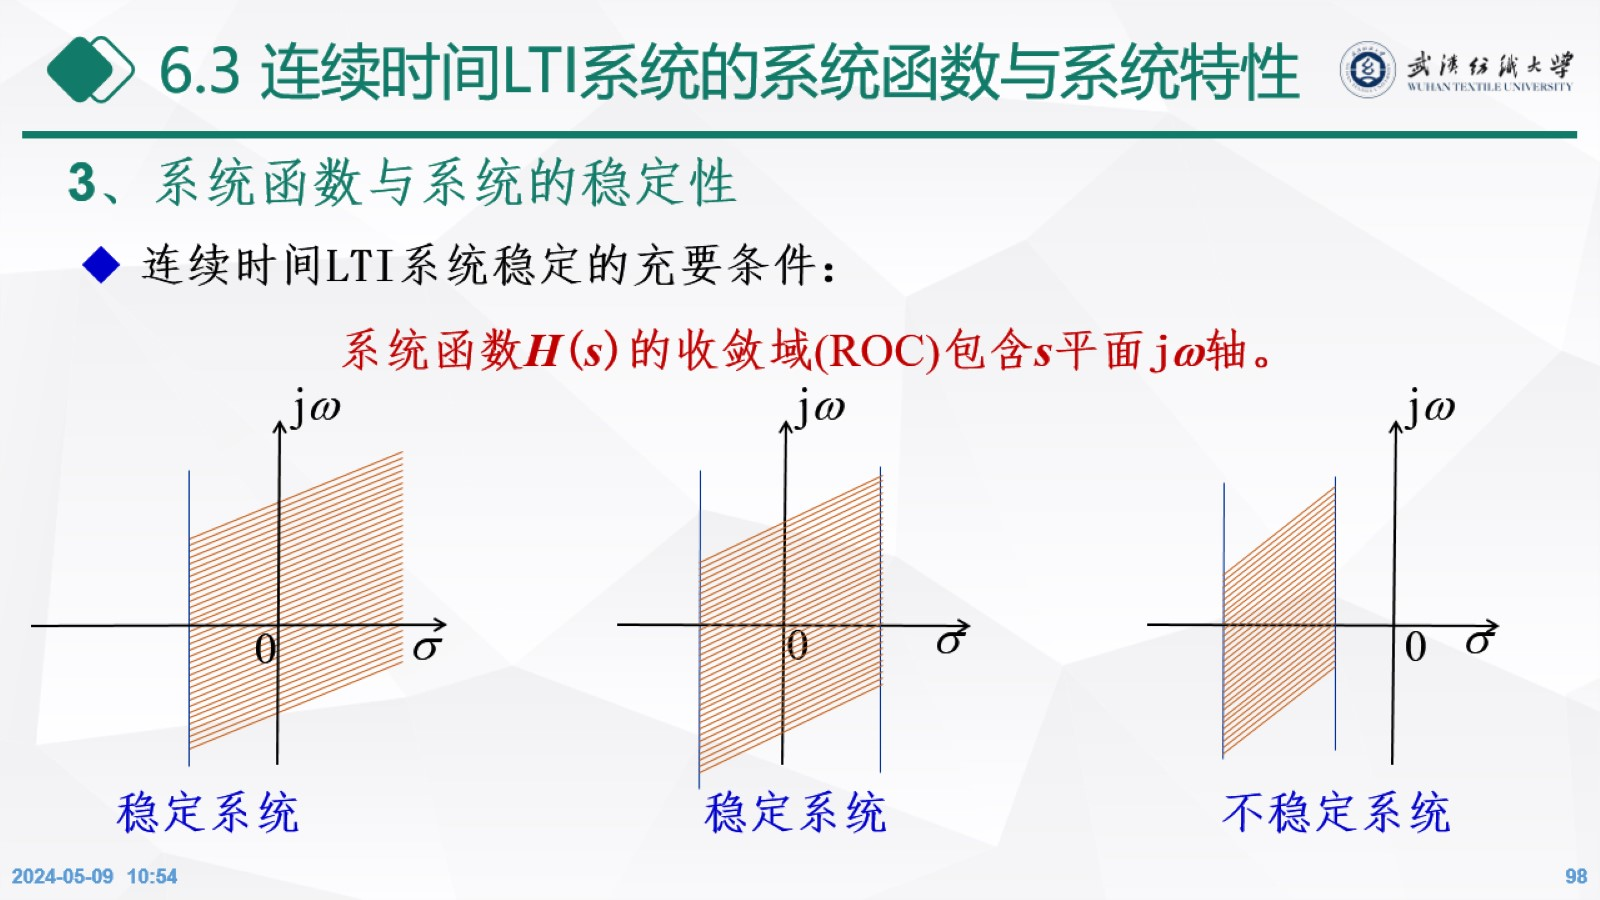 6.3 连续时间LTI系统的系统函数与系统特性
武汉纺织大学
WUHAN TEXTILE UNIVERSITY
3、系统函数与系统的稳定性
连续时间LTI系统稳定的充要条件：
系统函数H(s)的收敛域(ROC)包含s平面jω轴。
jω
jω
jω
0
σ
0
σ
0
σ
稳定系统
稳定系统
不稳定系统
2024-05-09 10:54
98